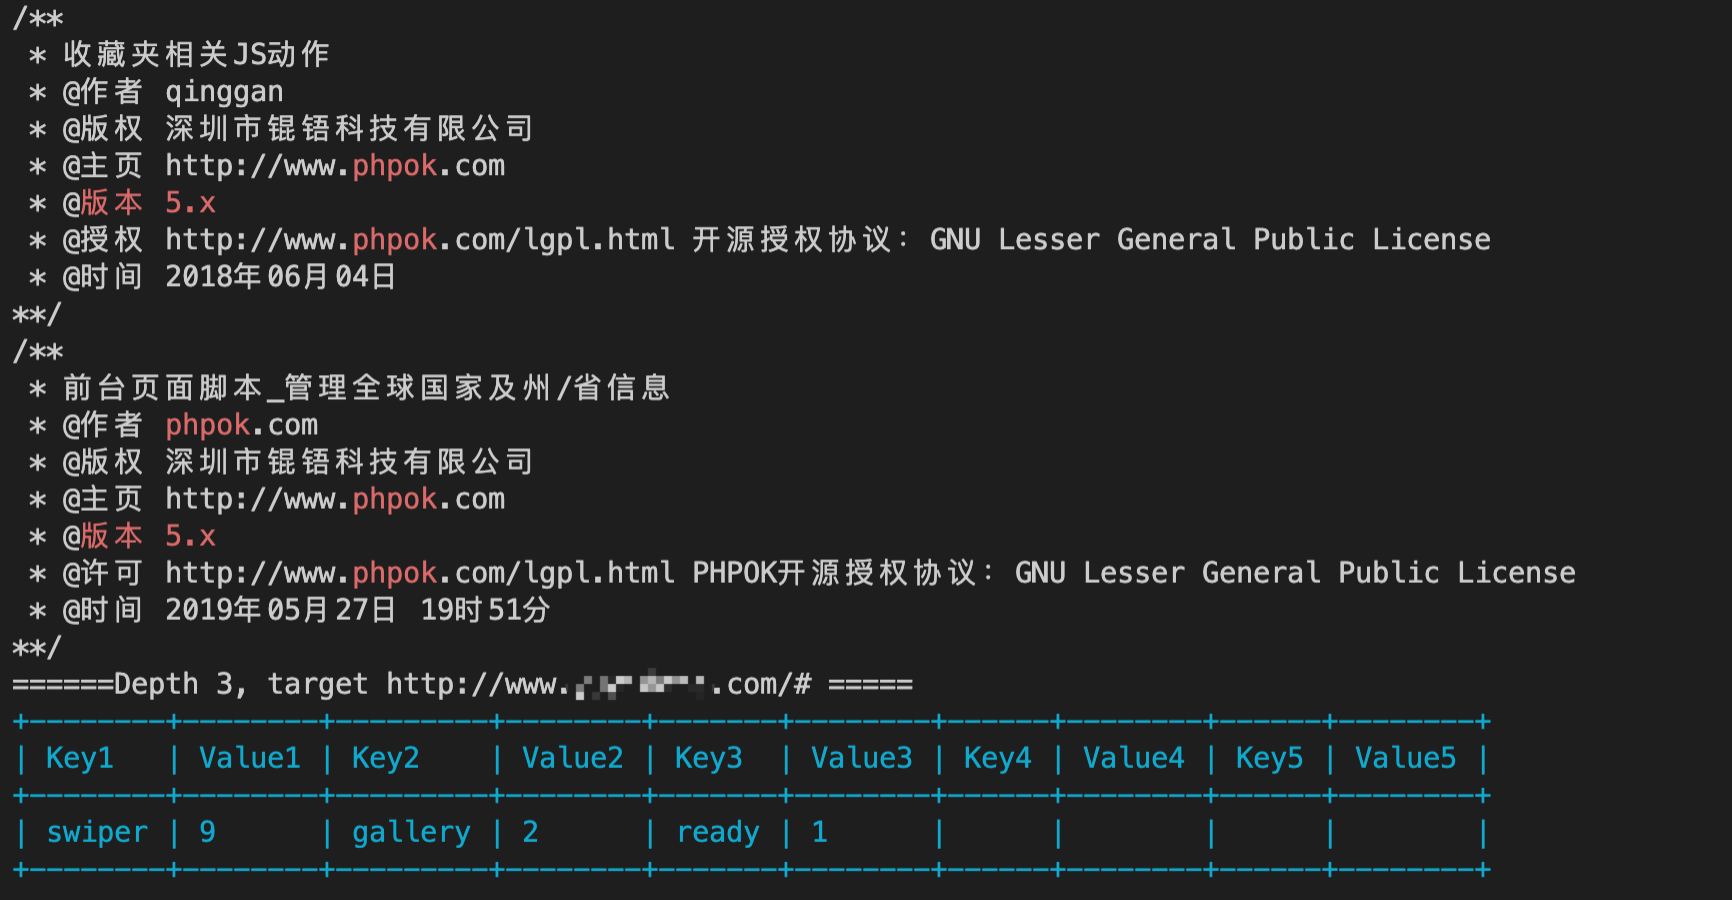 /**
 * 收藏夹相关JS动作
 * @作者 qinggan
 * @版权 深圳市锟铻科技有限公司
 * @主页 http://www.phpok.com
 * @版本 5.x
 * @授权 http://www.phpok.com/lgpl.html 开源授权协议：GNU Lesser General Public License
 * @时间 2018年06月04日
**/
/**
 * 前台页面脚本_管理全球国家及州/省信息
 * @作者 phpok.com
 * @版权 深圳市锟铻科技有限公司
 * @主页 http://www.phpok.com
 * @版本 5.x
 * @许可 http://www.phpok.com/lgpl.html PHPOK开源授权协议：GNU Lesser General Public License
 * @时间 2019年05月27日 19时51分
**/
======Depth 3, target http://www. .com/# =====
+--------+--------+---------+--------+-------+--------+------+--------+------+--------+
| Key1   | Value1 | Key2    | Value2 | Key3  | Value3 | Key4 | Value4 | Key5 | Value5 |
+--------+--------+---------+--------+-------+--------+------+--------+------+--------+
| swiper | 9      | gallery | 2      | ready | 1      |      |        |      |        |
+--------+--------+---------+--------+-------+--------+------+--------+------+--------+